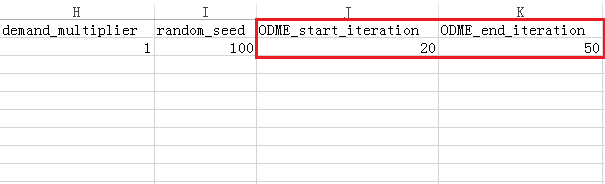 H I J K
demand_multiplier random_seed ODME_start_iteration ODME_end_iteration
1 100 20 50